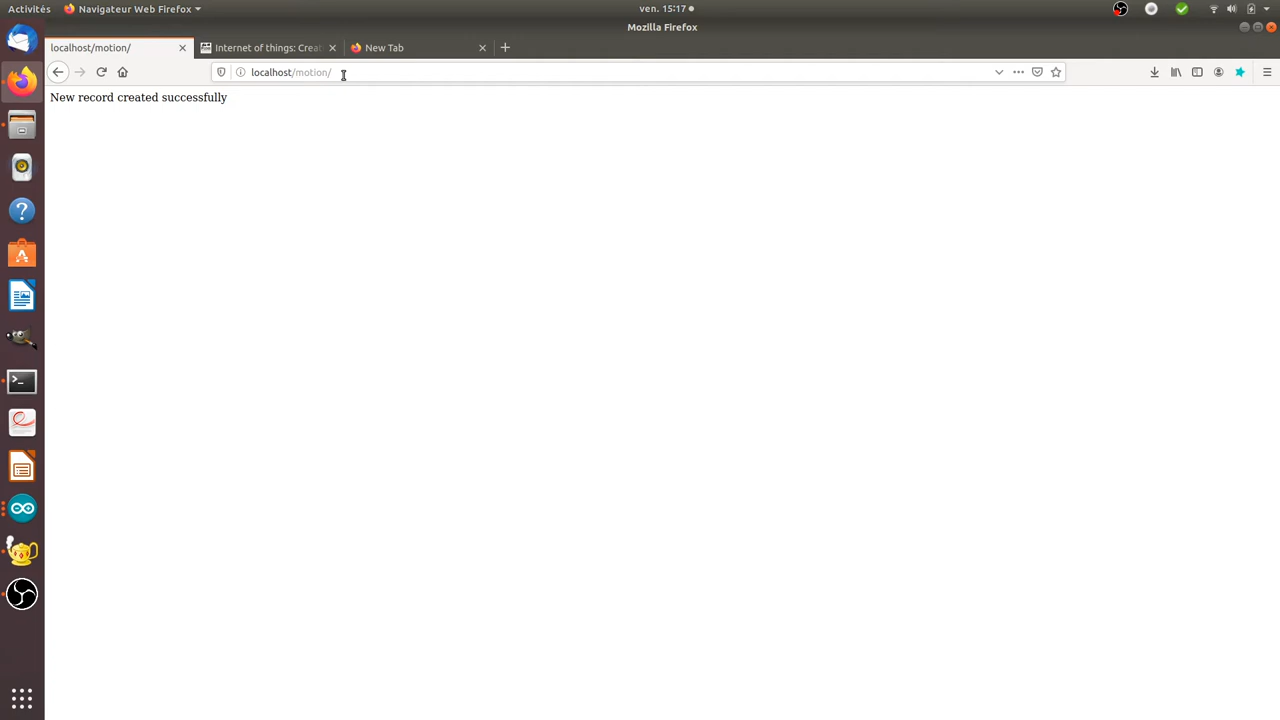 Activités
Navigateur Web Firefox
ven. 15:17
Mozilla Firefox
localhost/motion/
Internet of things: Creat
New Tab
localhost/motion/
New record created successfully